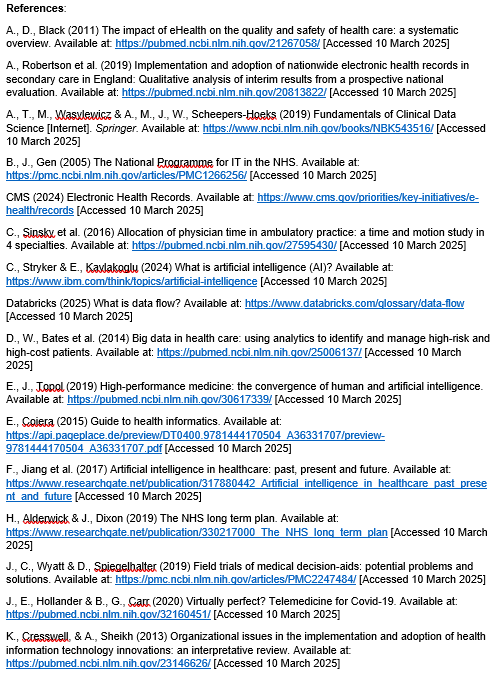 References:
A., D., Black (2011) The impact of eHealth on the quality and safety of health care: a systematic
overview. Available at: https://pubmed.ncbi.nlm.nih.gov/21267058/ [Accessed 10 March 2025]
A., Robertson et al. (2019) Implementation and adoption of nationwide electronic health records in
secondary care in England: Qualitative analysis of interim results from a prospective national
evaluation. Available at: https://pubmed.ncbi.nlm.nih.gov/20813822/ [Accessed 10 March 2025]
A., T., M., Wasylewicz & A., M., J., W., Scheepers-Hoeks (2019) Fundamentals of Clinical Data
Science [Internet]. Springer. Available at: https://www.ncbi.nlm.nih.gov/books/NBK543516/ [Accessed
10 March 2025]
B., J., Gen (2005) The National Programme for IT in the NHS. Available at:
https://pmc.ncbi.nlm.nih.gov/articles/PMC1266256/ [Accessed 10 March 2025]
CMS (2024) Electronic Health Records. Available at: https://www.cms.gov/priorities/key-initiatives/e-
health/records [Accessed 10 March 2025]
C., Sinsky et al. (2016) Allocation of physician time in ambulatory practice: a time and motion study in
4 specialties. Available at: https://pubmed.ncbi.nlm.nih.gov/27595430/ [Accessed 10 March 2025]
C., Stryker & E., Kavlakoglu (2024) What is artificial intelligence (AI)? Available at:
https://www.ibm.com/think/topics/artificial-intelligence [Accessed 10 March 2025]
Databricks (2025) What is data flow? Available at: https://www.databricks.com/glossary/data-flow
[Accessed 10 March 2025]
D., W., Bates et al. (2014) Big data in health care: using analytics to identify and manage high-risk and
high-cost patients. Available at: https://pubmed.ncbi.nlm.nih.gov/25006137/ [Accessed 10 March
2025]
E., J., Topol (2019) High-performance medicine: the convergence of human and artificial intelligence.
Available at: https://pubmed.ncbi.nlm.nih.gov/30617339/ [Accessed 10 March 2025]
E., Coiera (2015) Guide to health informatics. Available at:
https://api.pageplace.de/preview/DT0400.9781444170504_A36331707/preview-
9781444170504_A36331707.pdf [Accessed 10 March 2025]
F., Jiang et al. (2017) Artificial intelligence in healthcare: past, present and future. Available at:
https://www.researchgate.net/publication/317880442_Artificial_intelligence_in_healthcare_past_prese
nt_and_future [Accessed 10 March 2025]
H., Alderwick & J., Dixon (2019) The NHS long term plan. Available at:
https://www.researchgate.net/publication/330217000_The_NHS_long_term_plan [Accessed 10 March
2025]
J., C., Wyatt & D., Spiegelhalter (2019) Field trials of medical decision-aids: potential problems and
solutions. Available at: https://pmc.ncbi.nlm.nih.gov/articles/PMC2247484/ [Accessed 10 March 2025]
J., E., Hollander & B., G., Carr (2020) Virtually perfect? Telemedicine for Covid-19. Available at:
https://pubmed.ncbi.nlm.nih.gov/32160451/ [Accessed 10 March 2025]
K., Cresswell, & A., Sheikh (2013) Organizational issues in the implementation and adoption of health
information technology innovations: an interpretative review. Available at:
https://pubmed.ncbi.nlm.nih.gov/23146626/ [Accessed 10 March 2025]